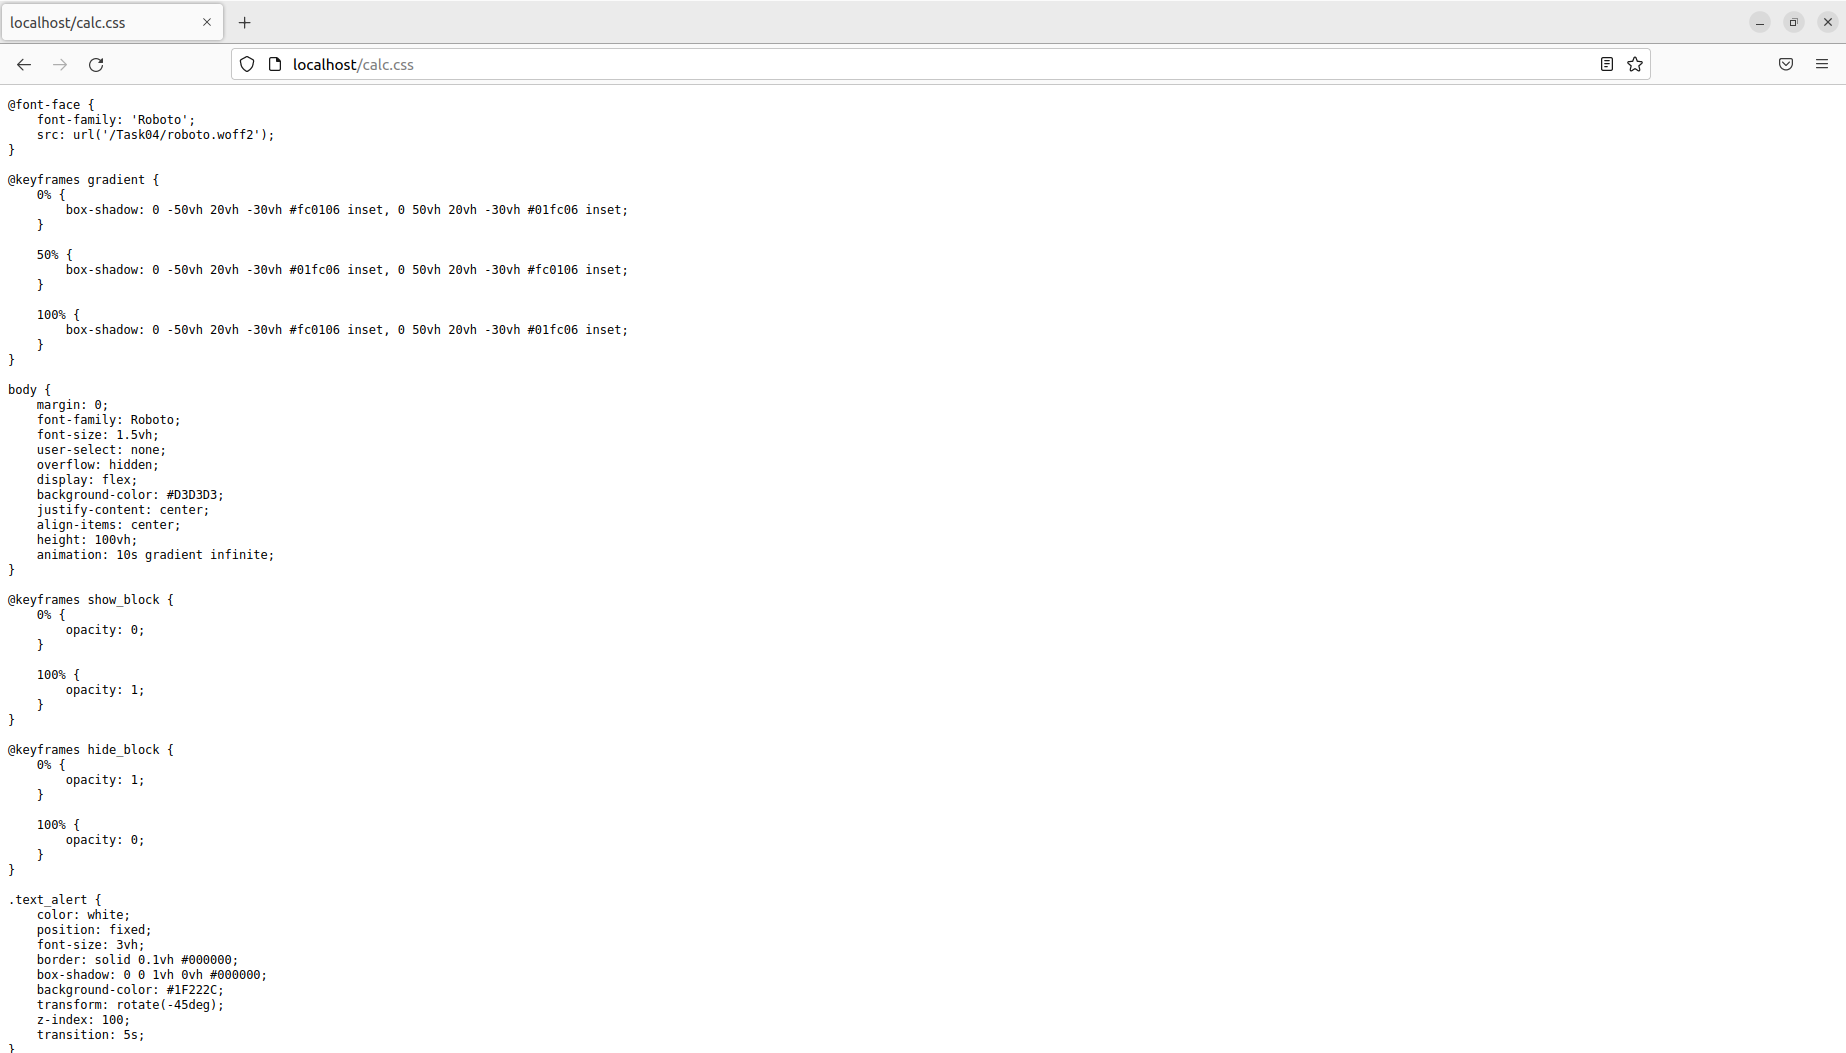 localhost/calc.css
localhost/calc.css
@font-face {
    font-family: 'Roboto';
    src: url('/Task04/roboto.woff2');
}

@keyframes gradient {
    0% {
        box-shadow: 0 -50vh 20vh -30vh #fc0106 inset, 0 50vh 20vh -30vh #01fc06 inset;
    }

    50% {
        box-shadow: 0 -50vh 20vh -30vh #01fc06 inset, 0 50vh 20vh -30vh #fc0106 inset;
    }

    100% {
        box-shadow: 0 -50vh 20vh -30vh #fc0106 inset, 0 50vh 20vh -30vh #01fc06 inset;
    }
}

body {
    margin: 0;
    font-family: Roboto;
    font-size: 1.5vh;
    user-select: none;
    overflow: hidden;
    display: flex;
    background-color: #D3D3D3;
    justify-content: center;
    align-items: center;
    height: 100vh;
    animation: 10s gradient infinite;
}

@keyframes show_block {
    0% {
        opacity: 0;
    }

    100% {
        opacity: 1;
    }
}

@keyframes hide_block {
    0% {
        opacity: 1;
    }

    100% {
        opacity: 0;
    }
}

.text_alert {
    color: white;
    position: fixed;
    font-size: 3vh;
    border: solid 0.1vh #000000;
    box-shadow: 0 0 1vh 0vh #000000;
    background-color: #1F222C;
    transform: rotate(-45deg);
    z-index: 100;
    transition: 5s;
}